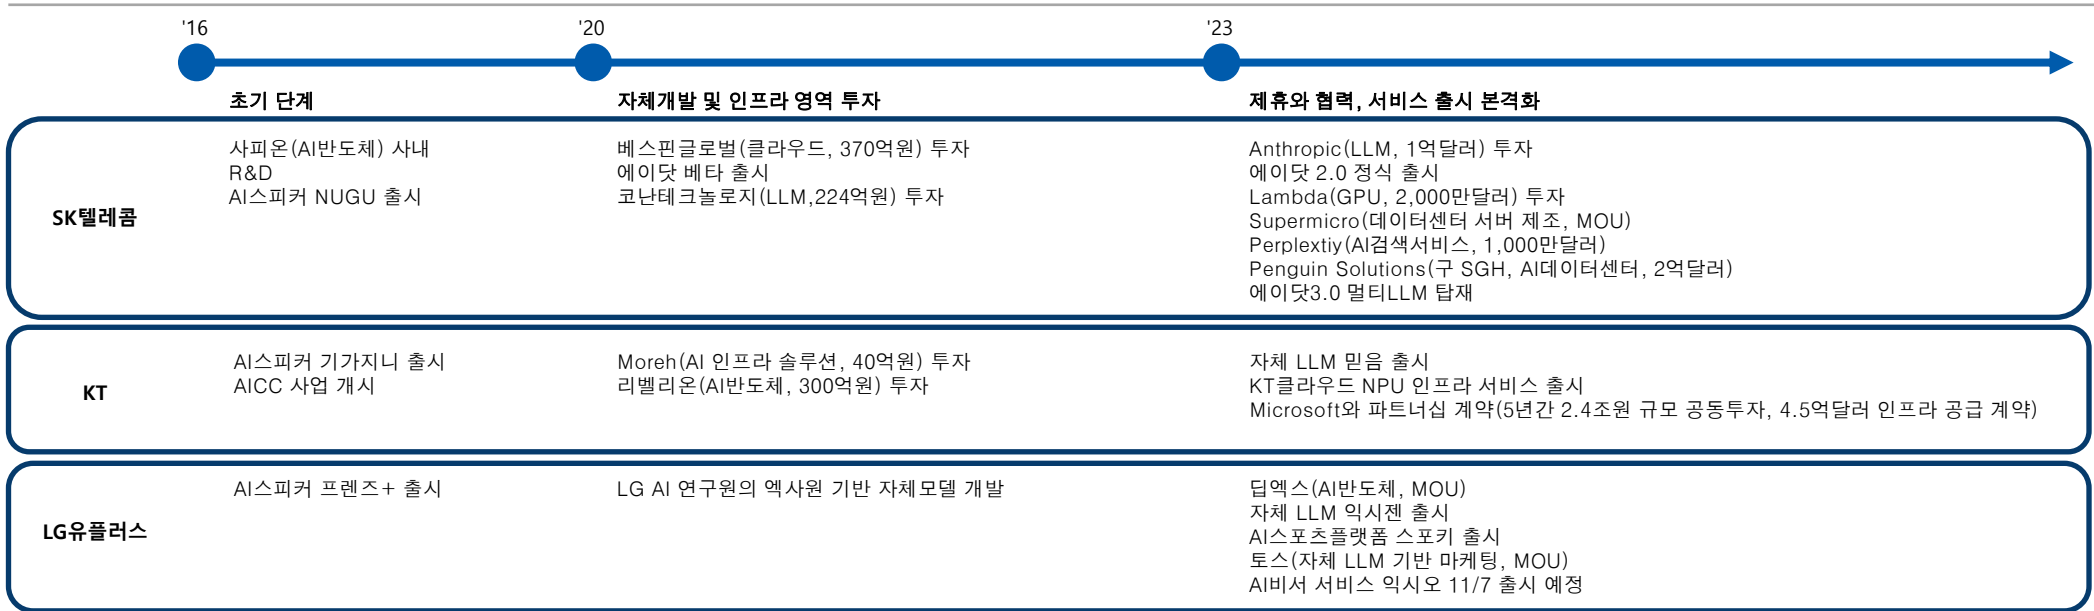 '16
'20
'23
초기 단계
자체개발 및 인프라 영역 투자
제휴와 협력, 서비스 출시 본격화
SK텔레콤
사피온(AI반도체) 사내
R&D
AI스피커 NUGU 출시
베스핀글로벌(클라우드, 370억원) 투자
에이닷 베타 출시
코난테크놀로지(LLM,224억원) 투자
Anthropic(LLM, 1억달러) 투자
에이닷 2.0 정식 출시
Lambda(GPU, 2,000만달러) 투자
Supermicro(데이터센터 서버 제조, MOU)
Perplextiy(AI검색서비스, 1,000만달러)
Penguin Solutions(구 SGH, AI데이터센터, 2억달러)
에이닷3.0 멀티LLM 탑재
KT
AI스피커 기가지니 출시
AICC 사업 개시
Moreh(AI 인프라 솔루션, 40억원) 투자
리벨리온(AI반도체, 300억원) 투자
자체 LLM 믿음 출시
KT클라우드 NPU 인프라 서비스 출시
Microsoft와 파트너십 계약(5년간 2.4조원 규모 공동투자, 4.5억달러 인프라 공급 계약)
LG유플러스
AI스피커 프렌즈+ 출시
LG AI 연구원의 엑사원 기반 자체모델 개발
딥엑스(AI반도체, MOU)
자체 LLM 익시젠 출시
AI스포츠플랫폼 스포키 출시
토스(자체 LLM 기반 마케팅, MOU)
AI비서 서비스 익시오 11/7 출시 예정